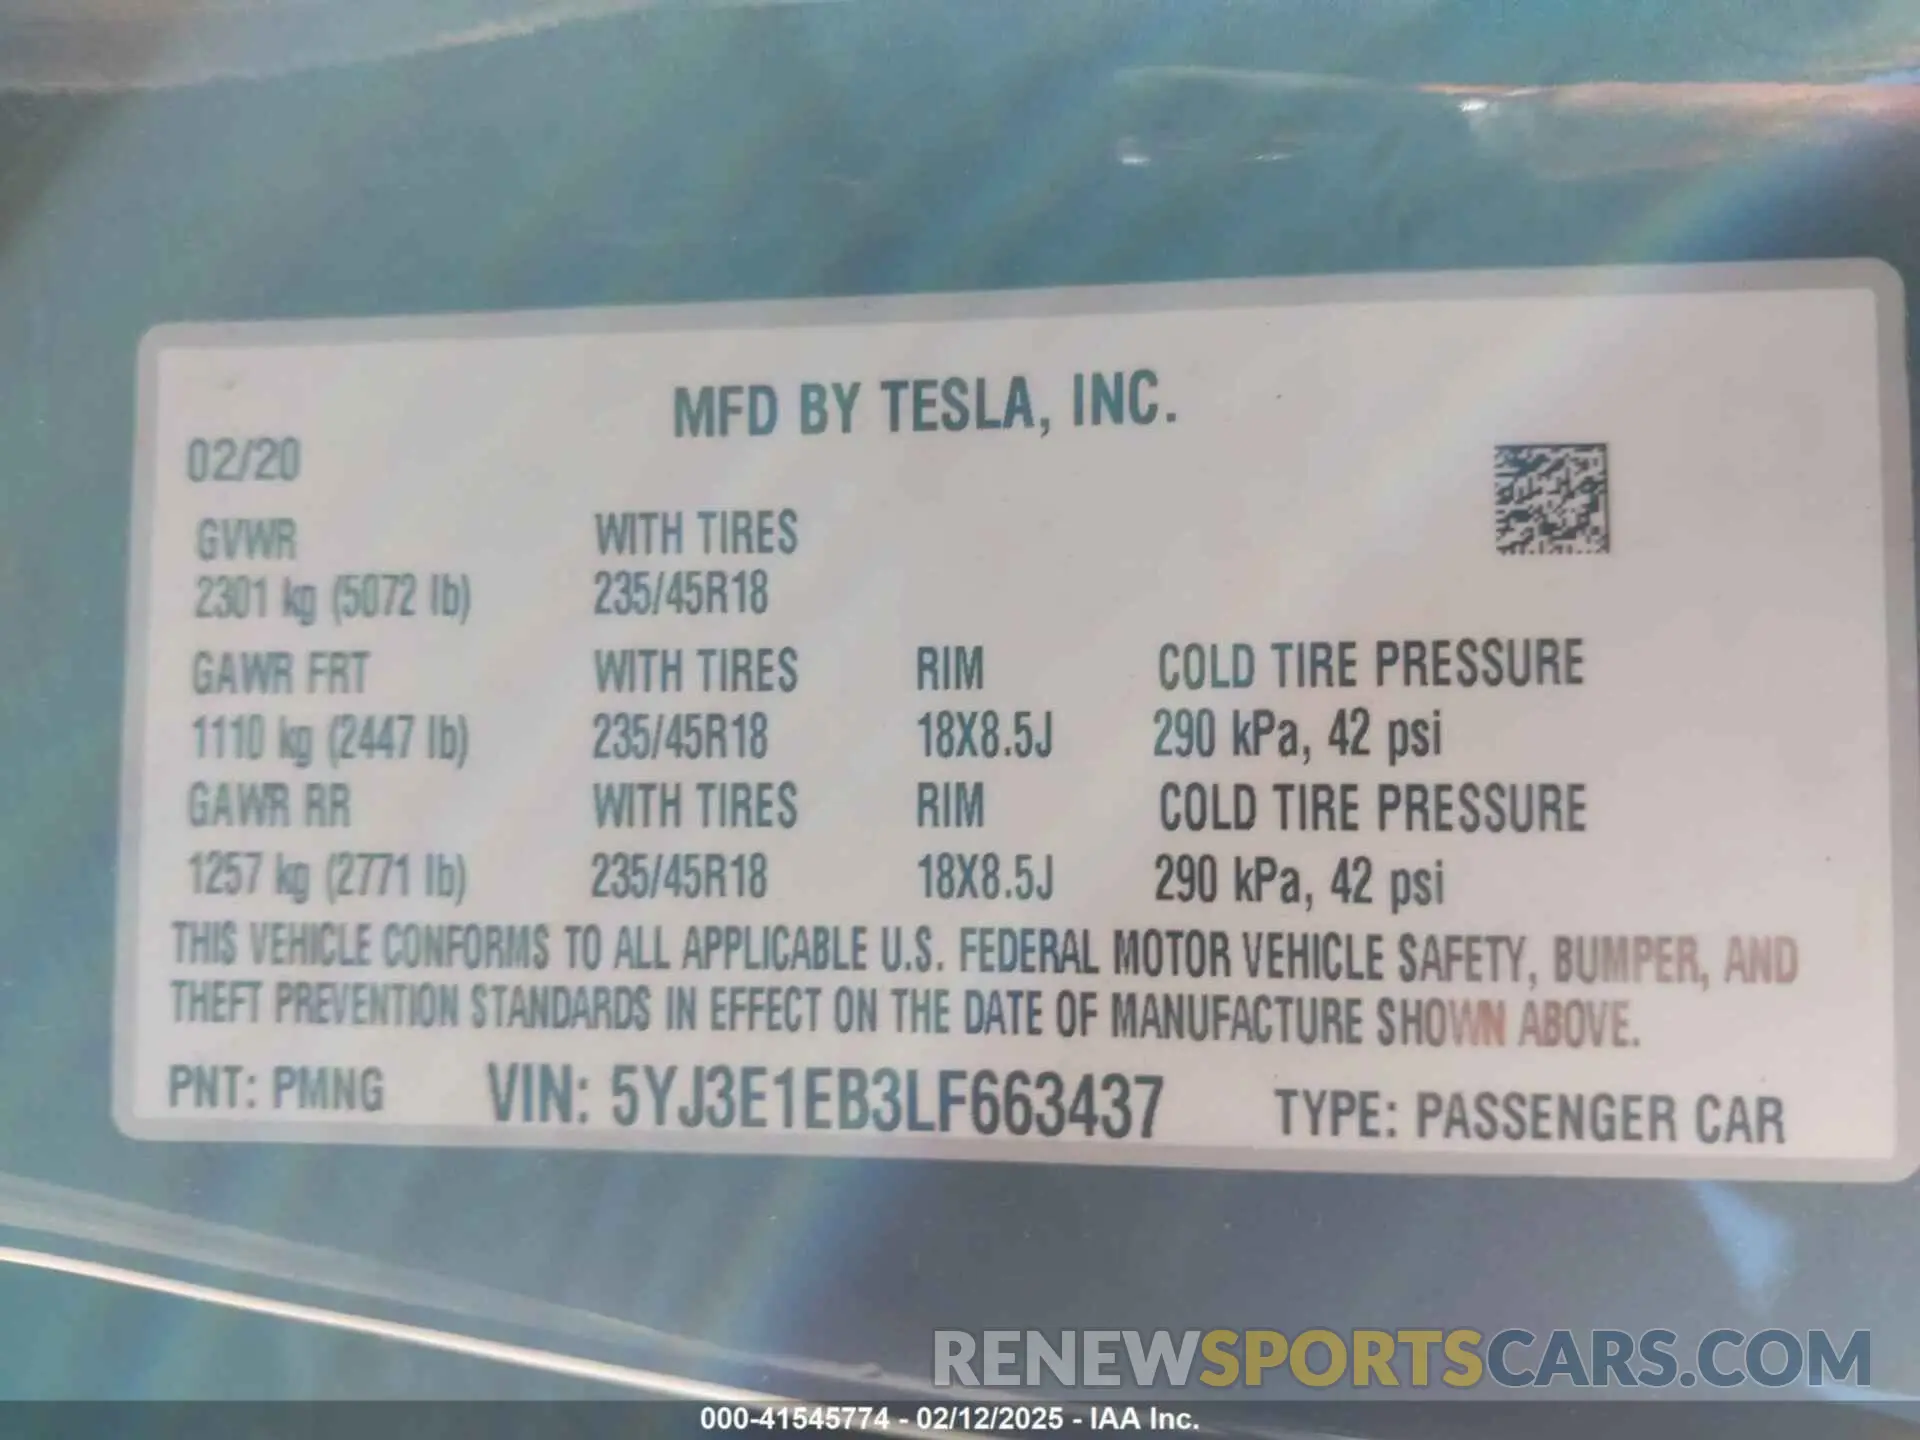 MFD BY TESLA, INC.
02/20
GVWR WITH TIRES
2301 kg (5072 lb) 235/45R18
GAWR FRT WITH TIRES RIM COLD TIRE PRESSURE
1110 kg (2447 lb) 235/45R18 18X8.5J 290 kPa, 42 psi
GAWR RR WITH TIRES RIM COLD TIRE PRESSURE
1257 kg (2771 lb) 235/45R18 18X8.5J 290 kPa, 42 psi
THIS VEHICLE CONFORMS TO ALL APPLICABLE U.S. FEDERAL MOTOR VEHICLE SAFETY, BUMPER, AND
THEFT PREVENTION STANDARDS IN EFFECT ON THE DATE OF MANUFACTURE SHOWN ABOVE.
PNT: PMNG VIN: 5YJ3E1EB3LF663437 TYPE: PASSENGER CAR
RENEWSPORTSCARS.COM
000-41545774 - 02/12/2025 - IAA Inc.